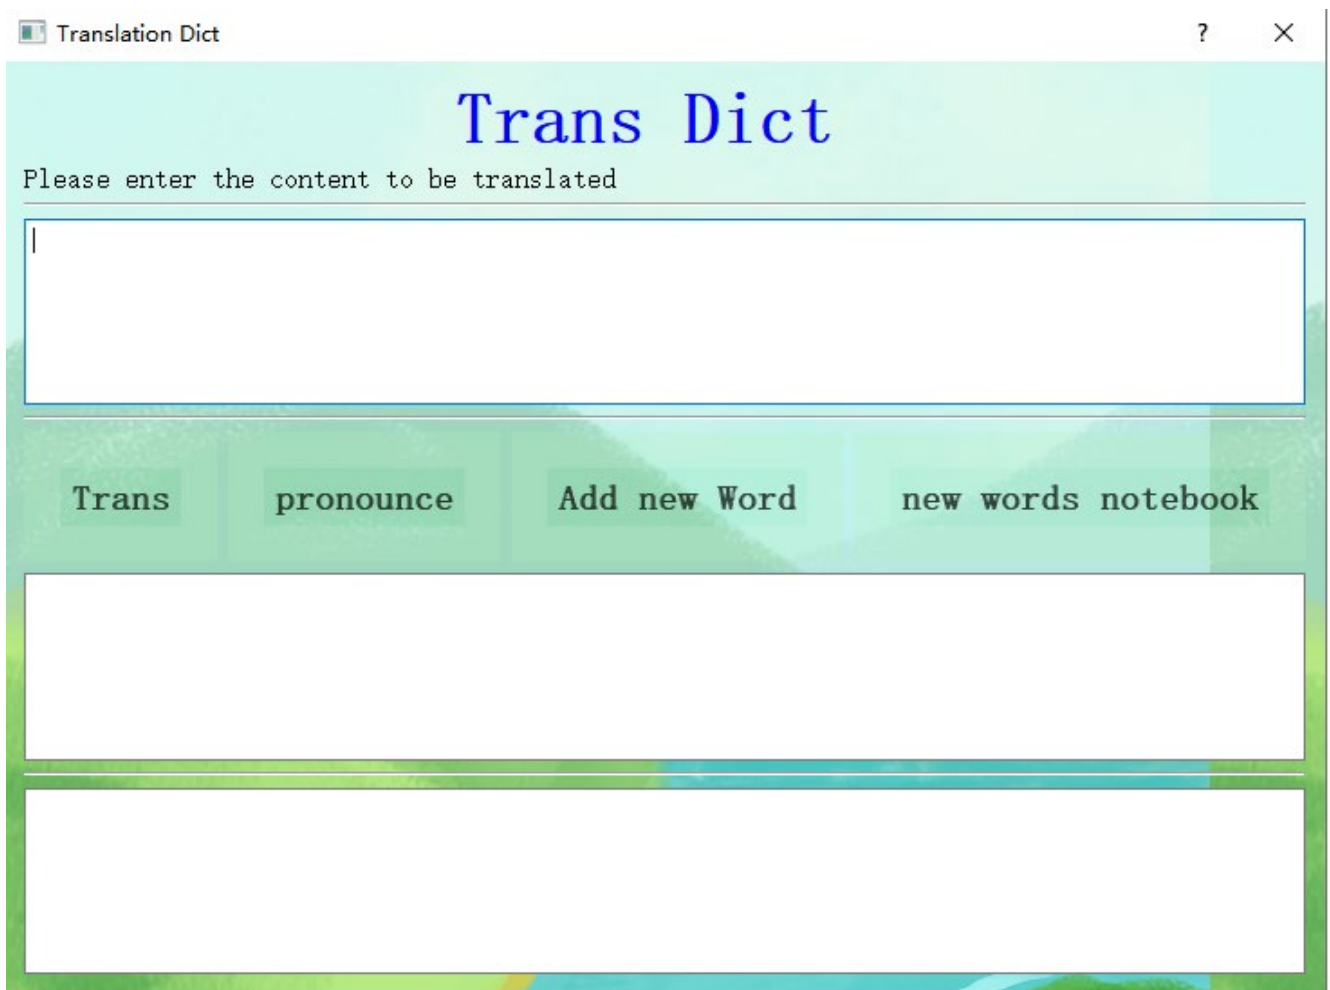 Translation Dict ?
Trans Dict
Please enter the content to be translated
Trans pronounce Add new Word new words notebook